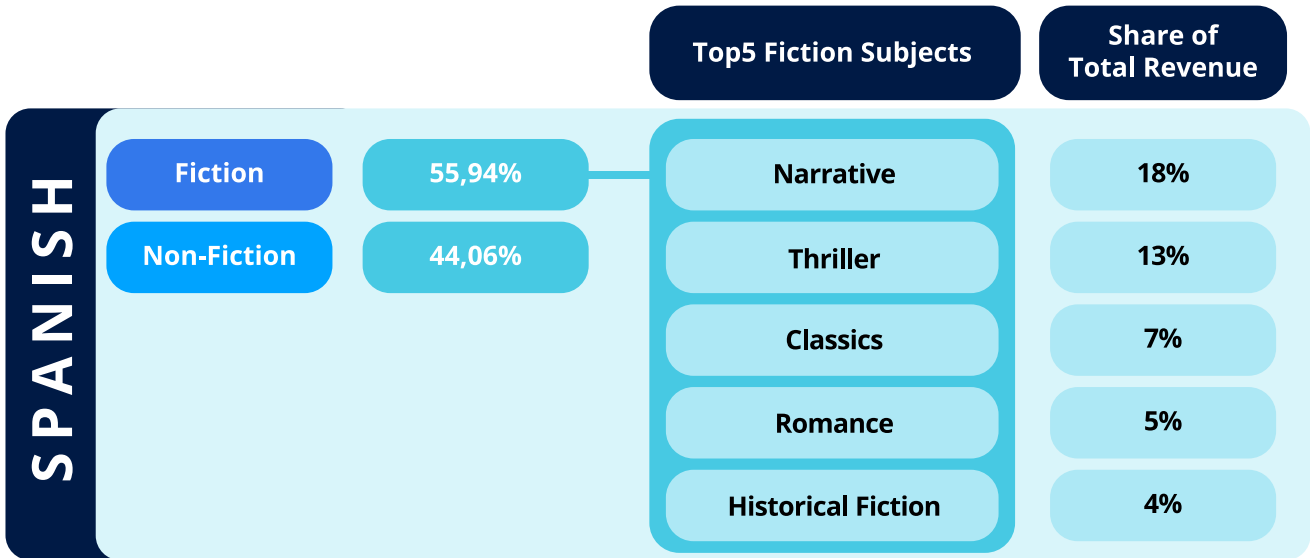 Top5 Fiction Subjects
Share of
Total Revenue
SPANISH
Fiction
55,94%
Narrative
18%
Non-Fiction
44,06%
Thriller
13%
Classics
7%
Romance
5%
Historical Fiction
4%